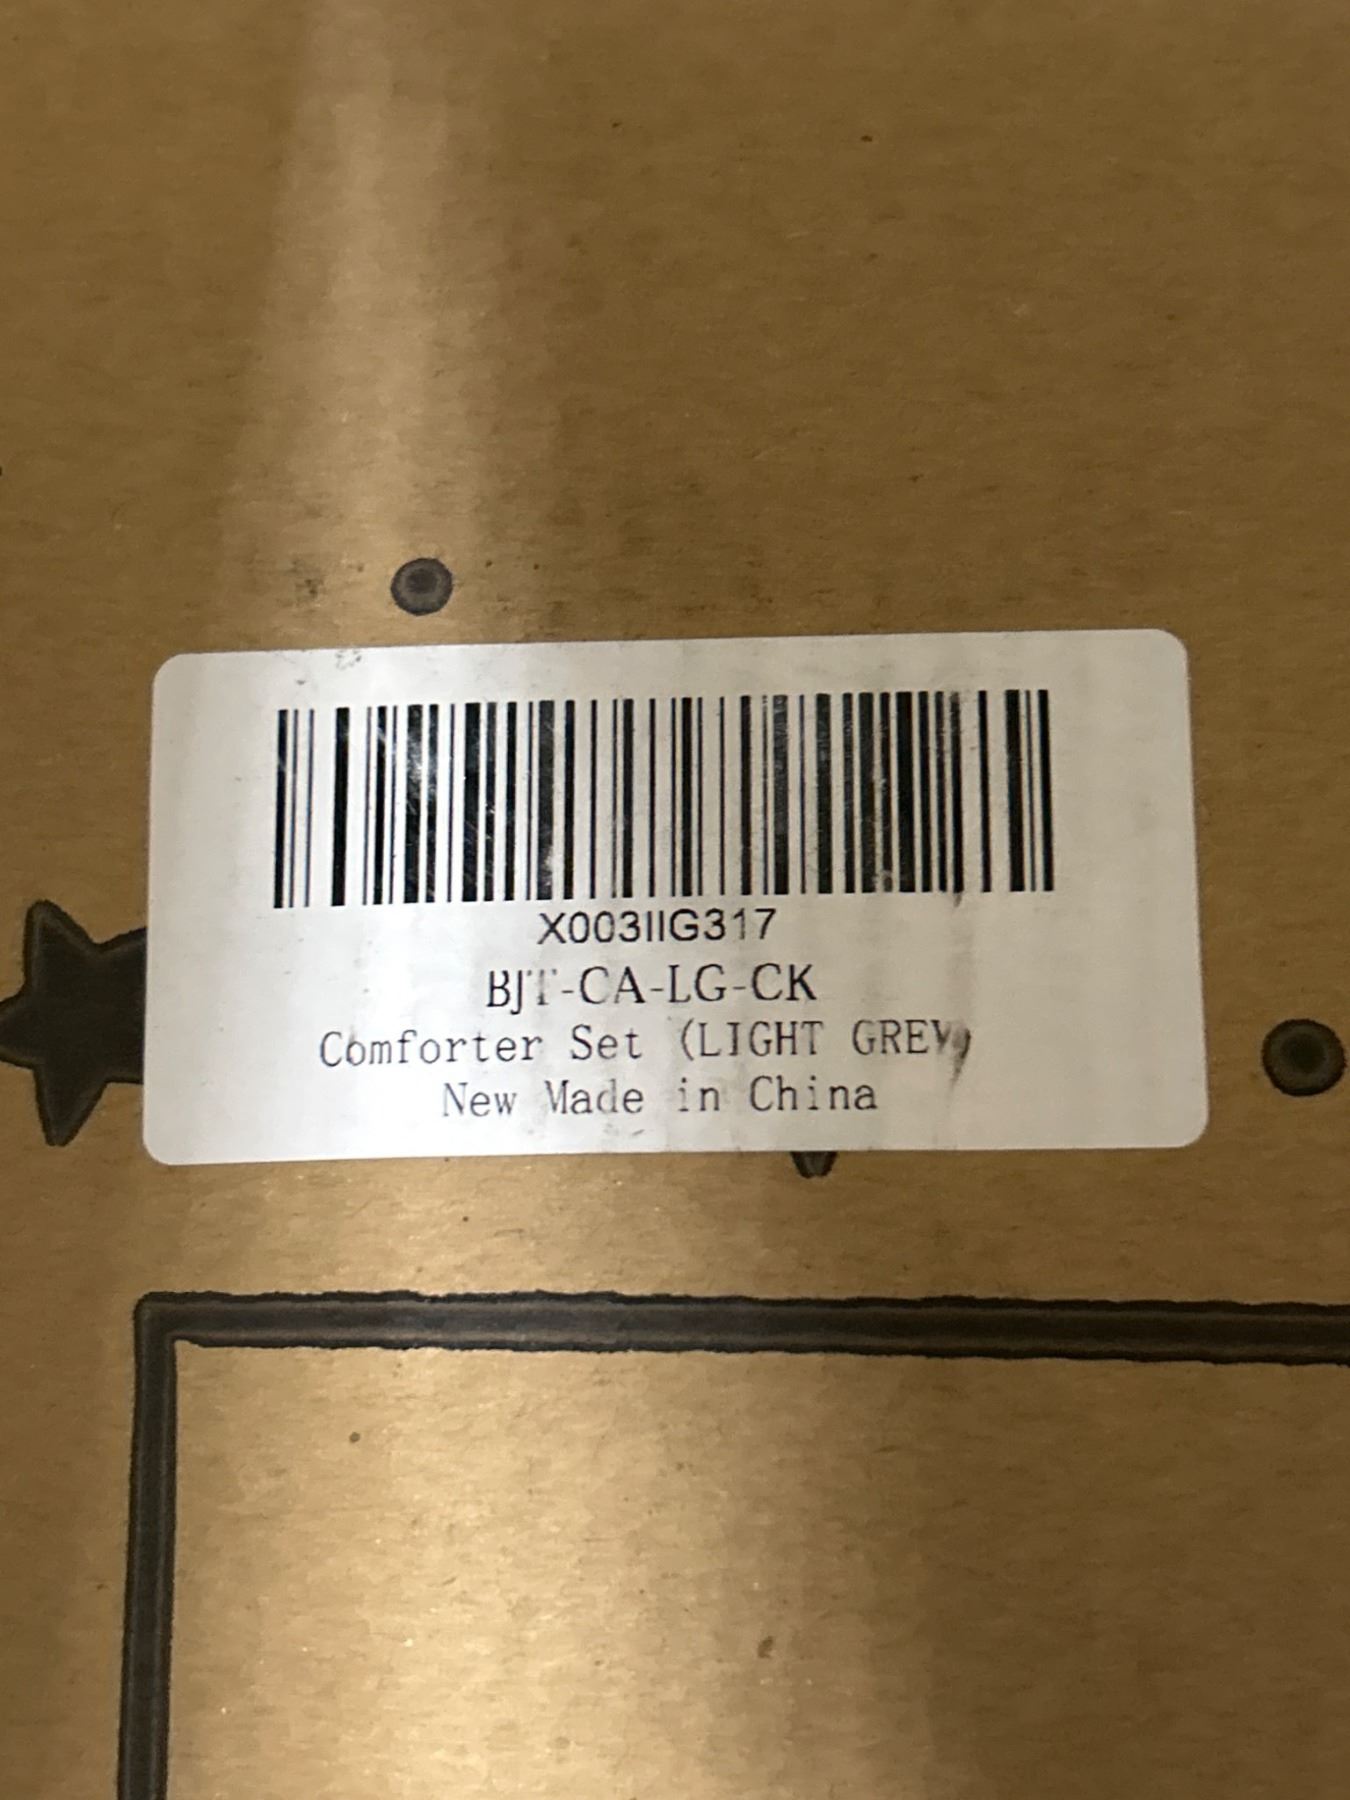 X003IIG317
BJT-CA-LG-CK
Comforter Set (LIGHT GREY)
New Made in China